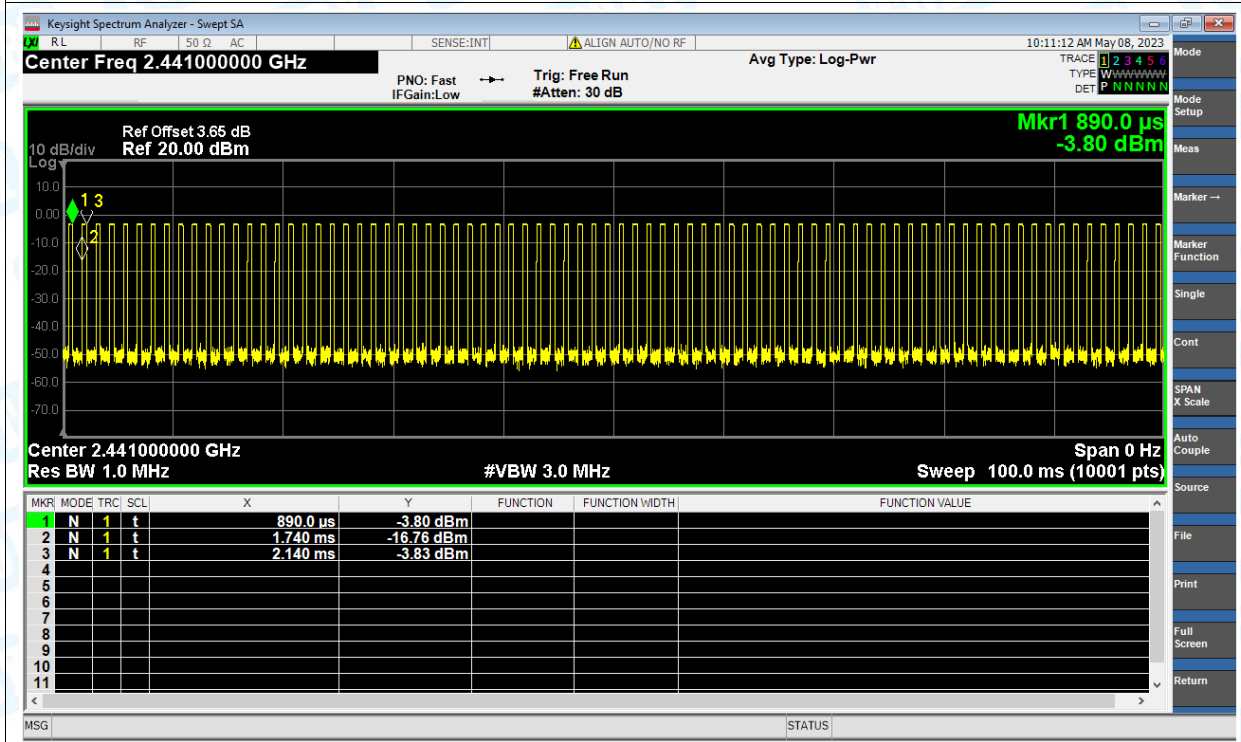 Keysight Spectrum Analyzer - Swept SA
LXI RL RF 50 Ω AC SENSE:INT ALIGN AUTO/NO RF 10:11:12 AM May 08, 2023
Center Freq 2.441000000 GHz
PNO: Fast
IFGain:Low
Trig: Free Run
#Atten: 30 dB
Avg Type: Log-Pwr
TRACE 1 2 3 4 5 6
TYPE WWWWWW
DET P N N N N N
Ref Offset 3.65 dB
10 dB/div Ref 20.00 dBm
Log
Mkr1 890.0 µs
-3.80 dBm
10.0
0.00
-10.0
-20.0
-30.0
-40.0
-50.0
-60.0
-70.0
1 3
2
Center 2.441000000 GHz Span 0 Hz
Res BW 1.0 MHz #VBW 3.0 MHz Sweep 100.0 ms (10001 pts)
MKR MODE TRC SCL X Y FUNCTION FUNCTION WIDTH FUNCTION VALUE
1 N 1 t 890.0 µs -3.80 dBm
2 N 1 t 1.740 ms -16.76 dBm
3 N 1 t 2.140 ms -3.83 dBm
4
5
6
7
8
9
10
11
MSG STATUS
Mode
Mode
Setup
Meas
Marker →
Marker
Function
Single
Cont
SPAN
X Scale
Auto
Couple
Source
File
Print
Full
Screen
Return